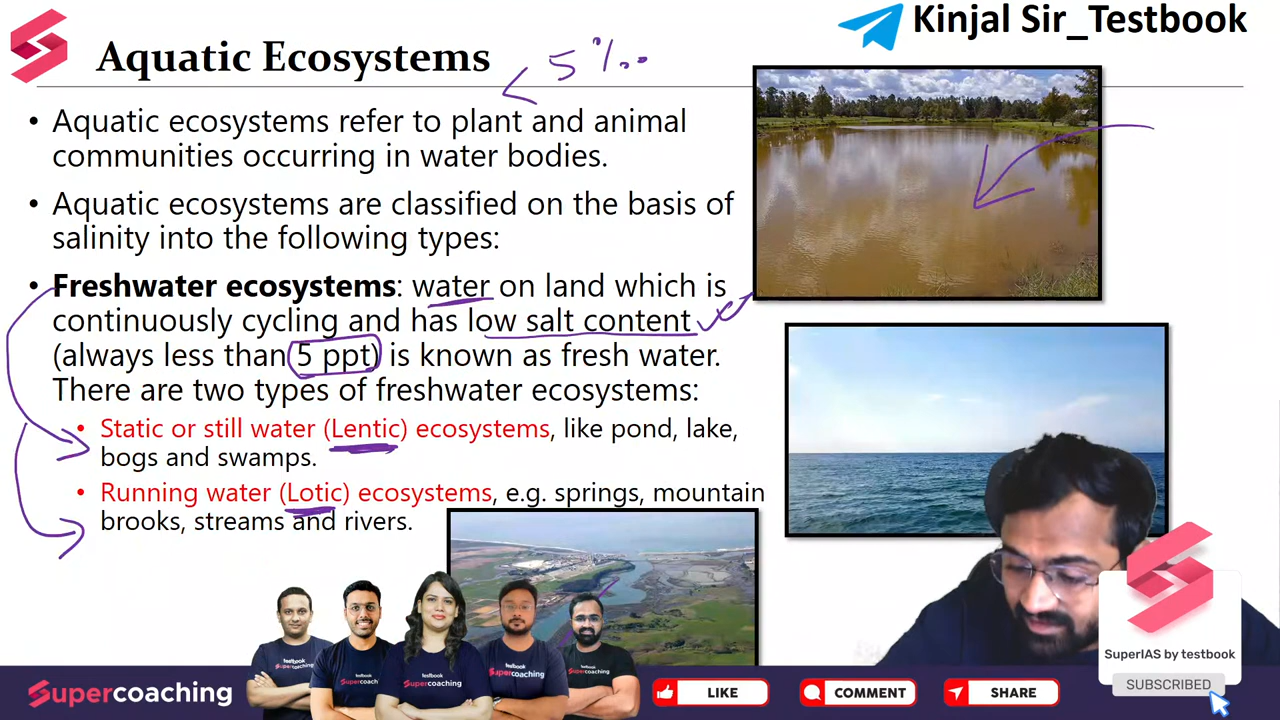 Kinjal Sir_Testbook
Aquatic Ecosystems
< 5‰
• Aquatic ecosystems refer to plant and animal
communities occurring in water bodies.
• Aquatic ecosystems are classified on the basis of
salinity into the following types:
• Freshwater ecosystems: water on land which is
continuously cycling and has low salt content
(always less than 5 ppt) is known as fresh water.
There are two types of freshwater ecosystems:
• Static or still water (Lentic) ecosystems, like pond, lake,
bogs and swamps.
• Running water (Lotic) ecosystems, e.g. springs, mountain
brooks, streams and rivers.
SuperIAS by testbook
SUBSCRIBED
Supercoaching
LIKE
COMMENT
SHARE